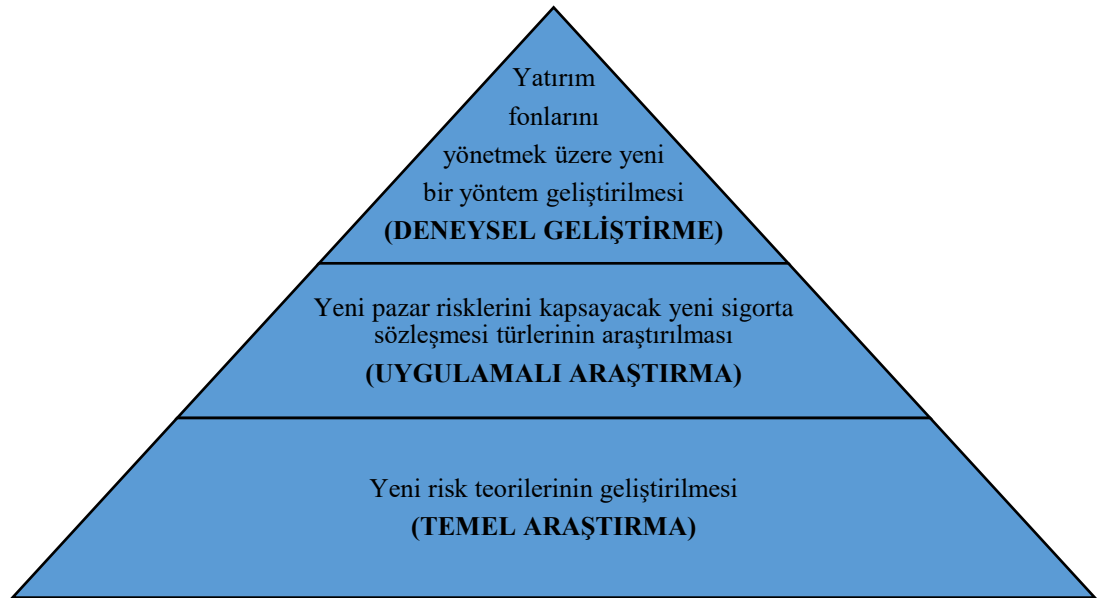 Yatırım
fonlarını
yönetmek üzere yeni
bir yöntem geliştirilmesi
(DENEYSEL GELİŞTİRME)
Yeni pazar risklerini kapsayacak yeni sigorta
sözleşmesi türlerinin araştırılması
(UYGULAMALI ARAŞTIRMA)
Yeni risk teorilerinin geliştirilmesi
(TEMEL ARAŞTIRMA)